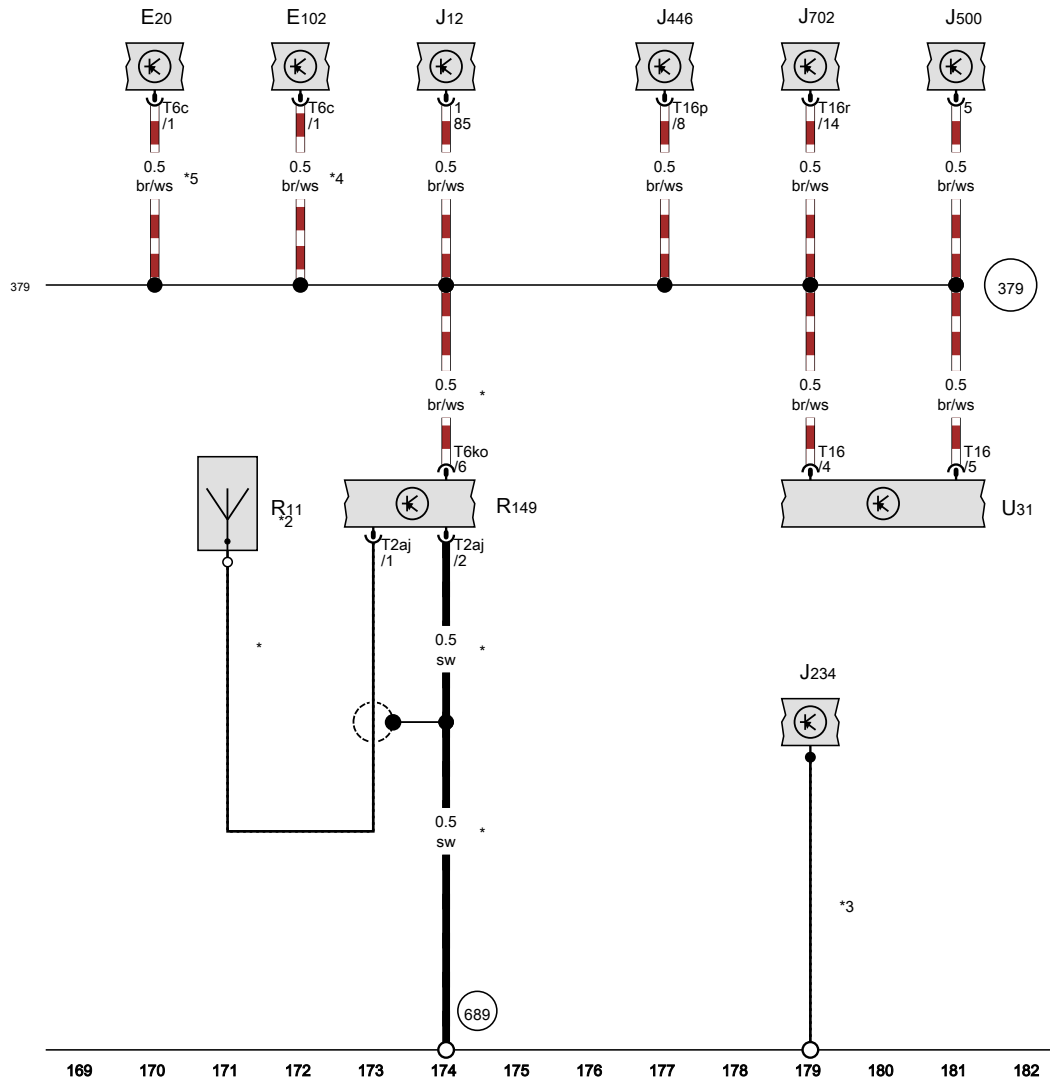 E20 E102 J12 J446 J702 J500
T6c T6c 1 T16p T16r 5
/1 /1 85 /8 /14
0.5 0.5 0.5 0.5 0.5 0.5
br/ws *5 br/ws *4 br/ws br/ws br/ws br/ws
379 379
0.5 0.5 0.5
br/ws * br/ws br/ws
T6ko T16 T16
/6 /4 /5
R11 R149 U31
*2
T2aj T2aj
/1 /2
* 0.5
sw *
J234
0.5
sw *
*3
689
169 170 171 172 173 174 175 176 177 178 179 180 181 182